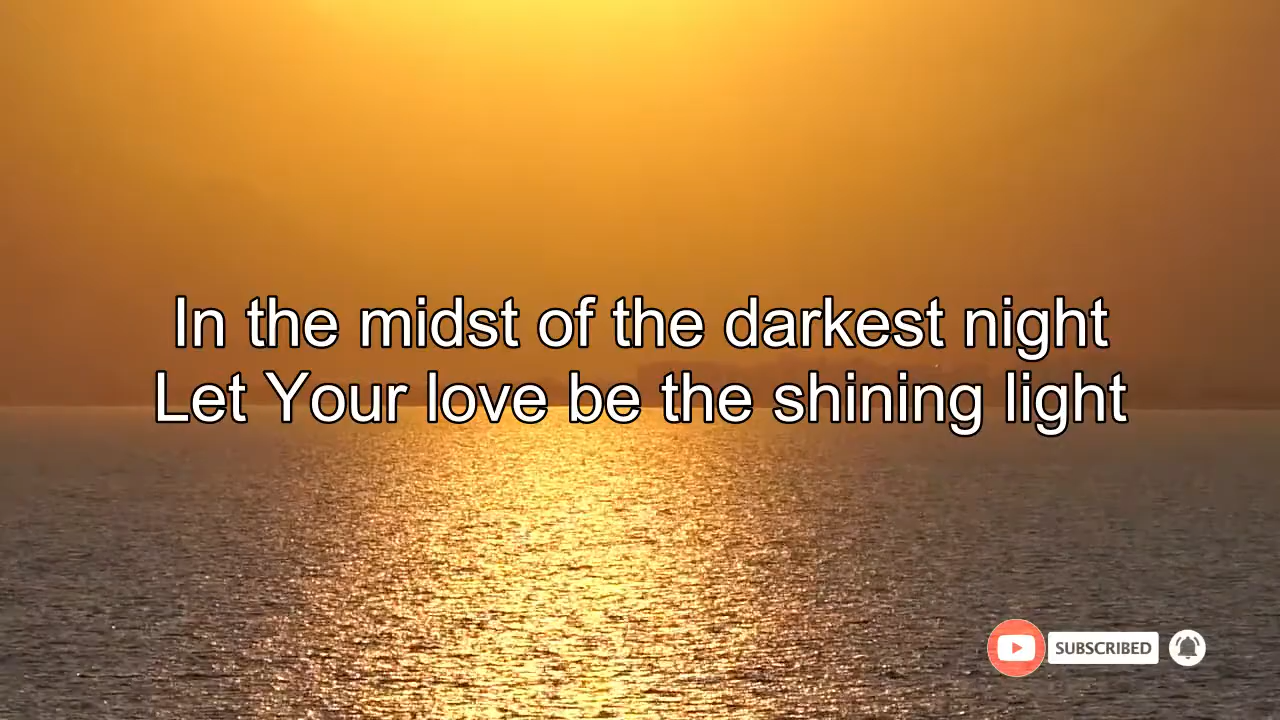 In the midst of the darkest night
Let Your love be the shining light
SUBSCRIBED